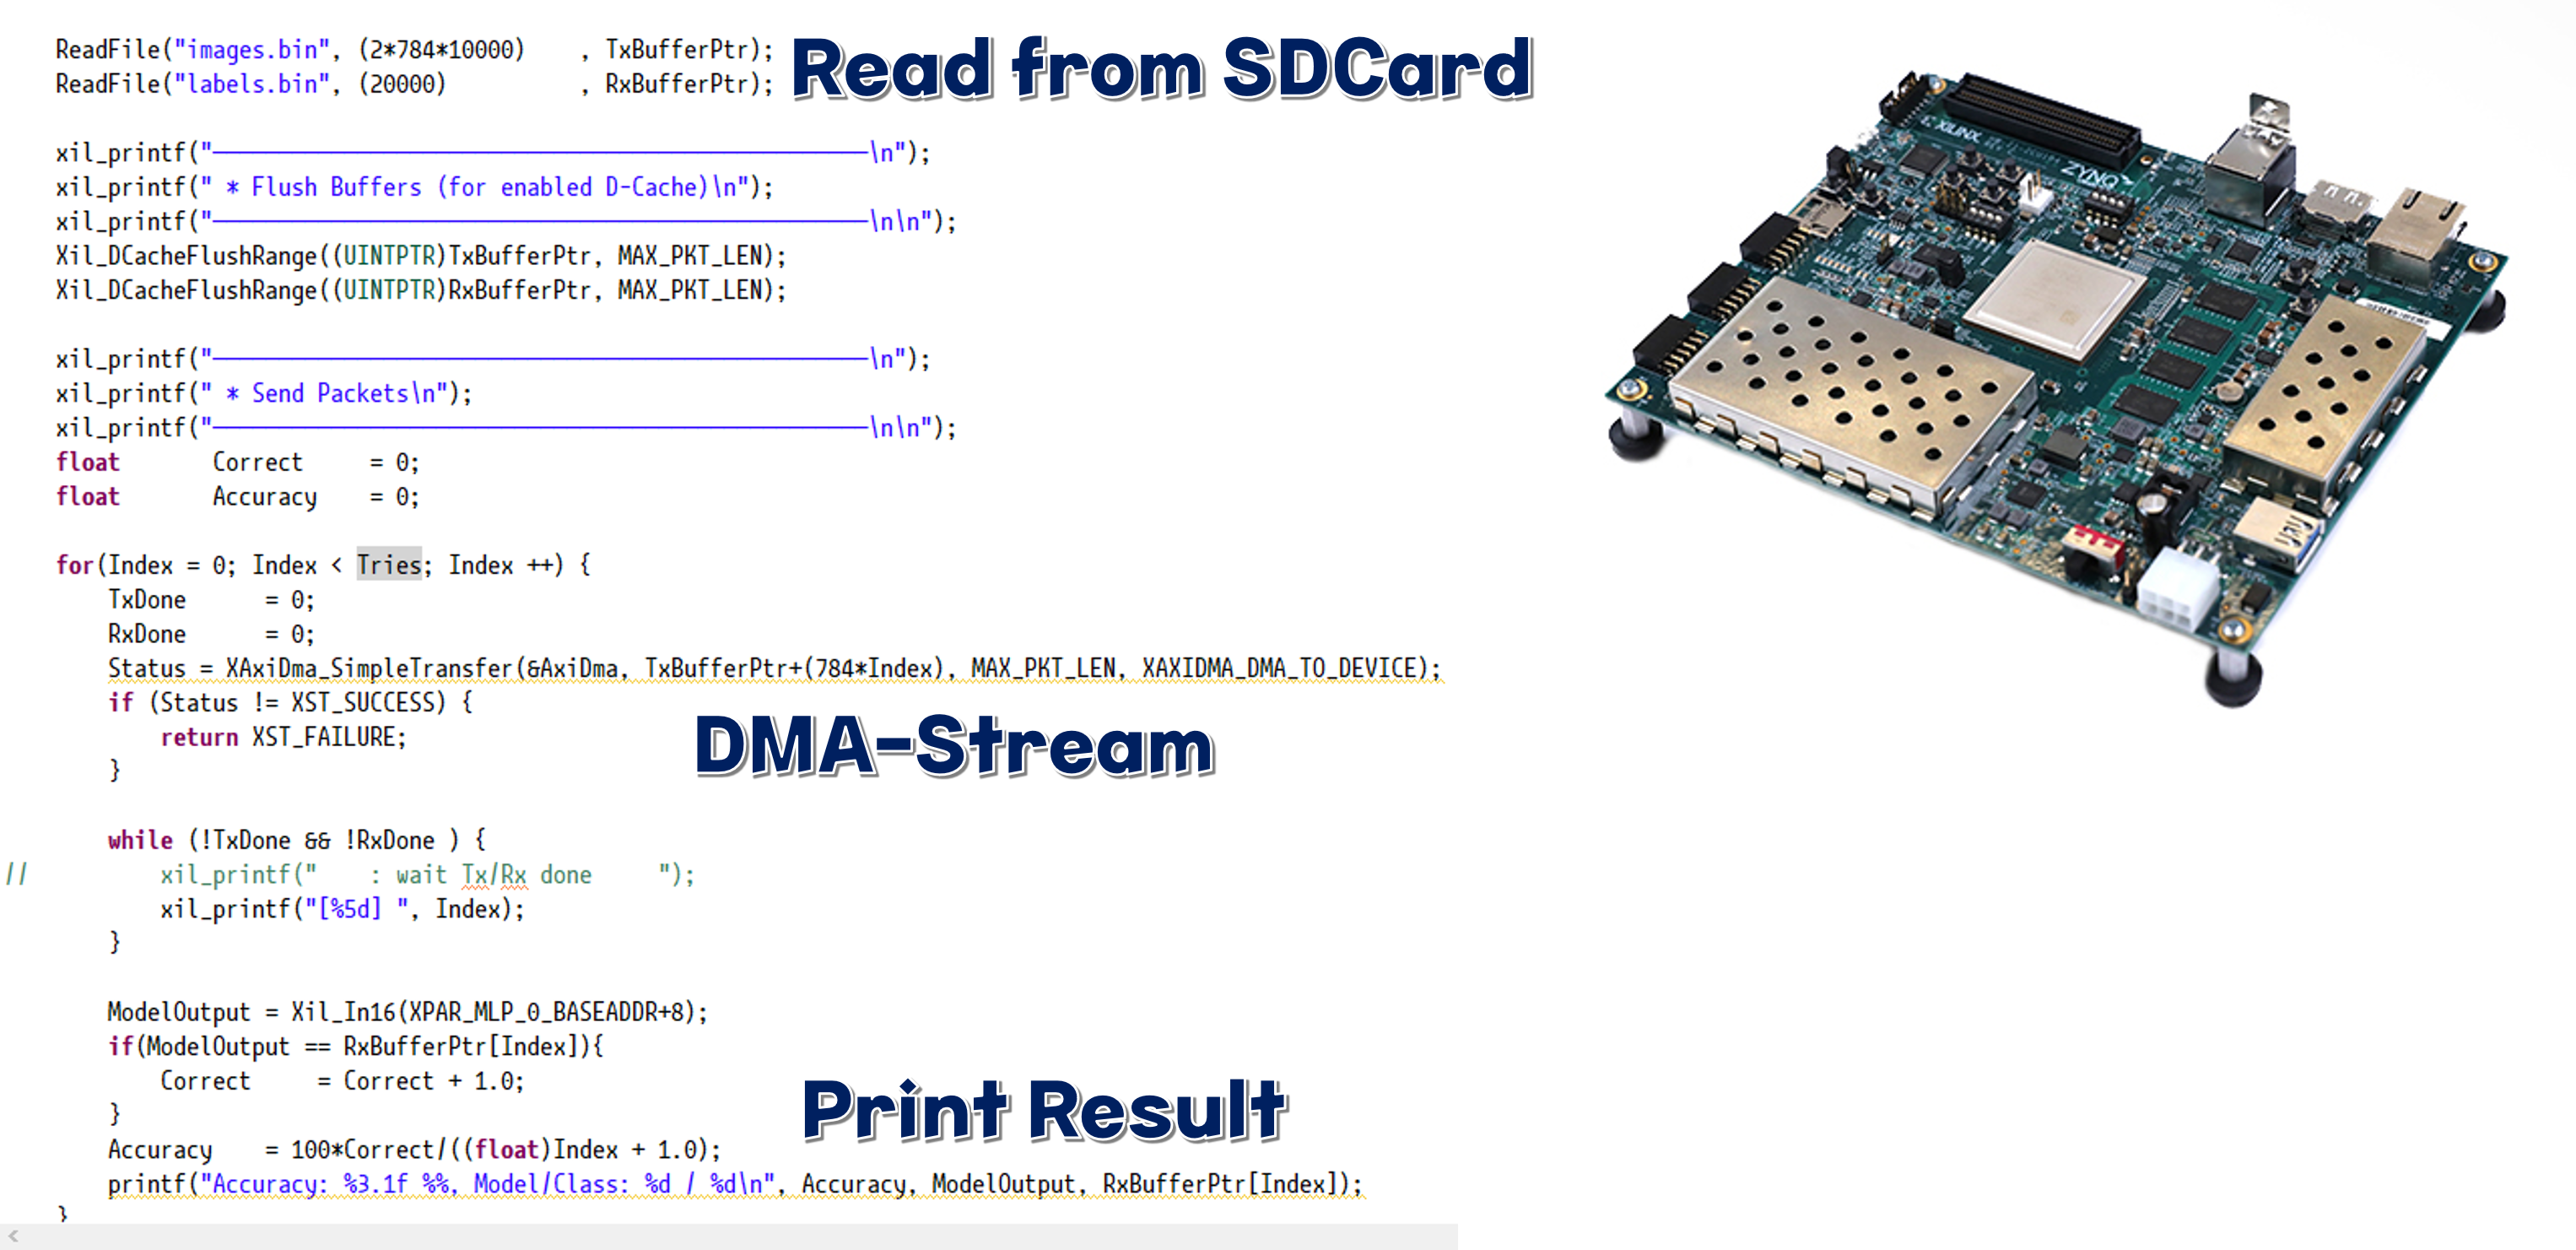 ReadFile("images.bin", (2*784*10000)    , TxBufferPtr);
ReadFile("labels.bin", (20000)          , RxBufferPtr);
Read from SDCard
xil_printf("──────────────────────────────────────────────────\n");
xil_printf(" * Flush Buffers (for enabled D-Cache)\n");
xil_printf("──────────────────────────────────────────────────\n\n");
Xil_DCacheFlushRange((UINTPTR)TxBufferPtr, MAX_PKT_LEN);
Xil_DCacheFlushRange((UINTPTR)RxBufferPtr, MAX_PKT_LEN);
xil_printf("──────────────────────────────────────────────────\n");
xil_printf(" * Send Packets\n");
xil_printf("──────────────────────────────────────────────────\n\n");
float       Correct     = 0;
float       Accuracy    = 0;
for(Index = 0; Index < Tries; Index ++) {
    TxDone      = 0;
    RxDone      = 0;
    Status = XAxiDma_SimpleTransfer(&AxiDma, TxBufferPtr+(784*Index), MAX_PKT_LEN, XAXIDMA_DMA_TO_DEVICE);
    if (Status != XST_SUCCESS) {
        return XST_FAILURE;
    }
DMA-Stream
    while (!TxDone && !RxDone ) {
//          xil_printf("    : wait Tx/Rx done     ");
        xil_printf("[%5d] ", Index);
    }
    ModelOutput = Xil_In16(XPAR_MLP_0_BASEADDR+8);
    if(ModelOutput == RxBufferPtr[Index]){
        Correct     = Correct + 1.0;
    }
Print Result
    Accuracy    = 100*Correct/((float)Index + 1.0);
    printf("Accuracy: %3.1f %%, Model/Class: %d / %d\n", Accuracy, ModelOutput, RxBufferPtr[Index]);
}
XILINX
ZYNQ